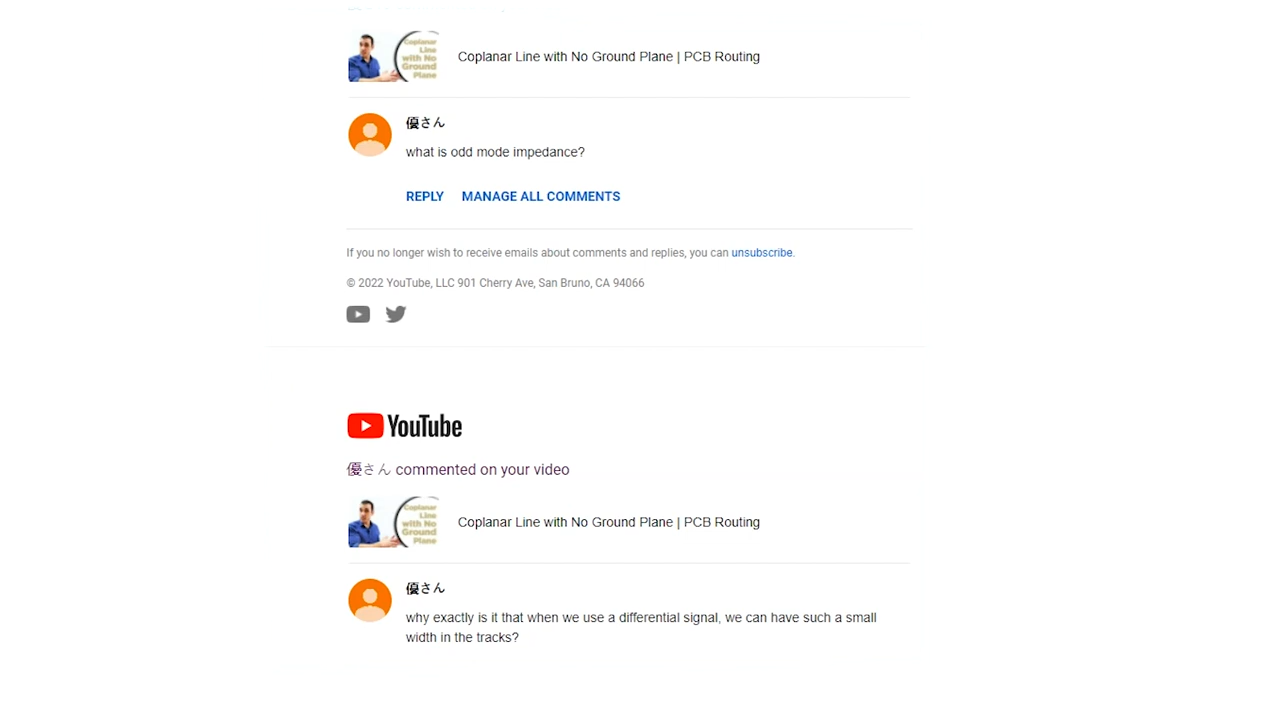 Coplanar
Line
with No
Ground
Plane
Coplanar Line with No Ground Plane | PCB Routing
優さん
what is odd mode impedance?
REPLY MANAGE ALL COMMENTS
If you no longer wish to receive emails about comments and replies, you can unsubscribe.
© 2022 YouTube, LLC 901 Cherry Ave, San Bruno, CA 94066
YouTube
優さん commented on your video
Coplanar
Line
with No
Ground
Plane
Coplanar Line with No Ground Plane | PCB Routing
優さん
why exactly is it that when we use a differential signal, we can have such a small
width in the tracks?